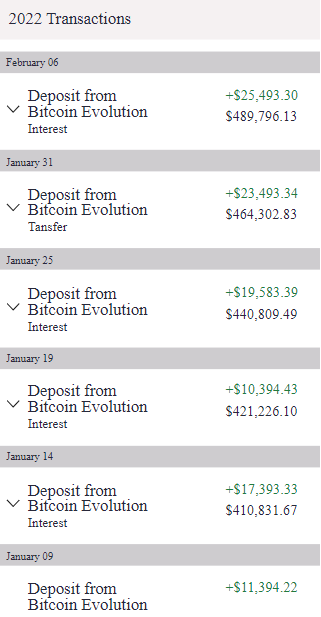 2022 Transactions
February 06
Deposit from +$25,493.30
Bitcoin Evolution $489,796.13
Interest
January 31
Deposit from +$23,493.34
Bitcoin Evolution $464,302.83
Tansfer
January 25
Deposit from +$19,583.39
Bitcoin Evolution $440,809.49
Interest
January 19
Deposit from +$10,394.43
Bitcoin Evolution $421,226.10
Interest
January 14
Deposit from +$17,393.33
Bitcoin Evolution $410,831.67
Interest
January 09
Deposit from +$11,394.22
Bitcoin Evolution